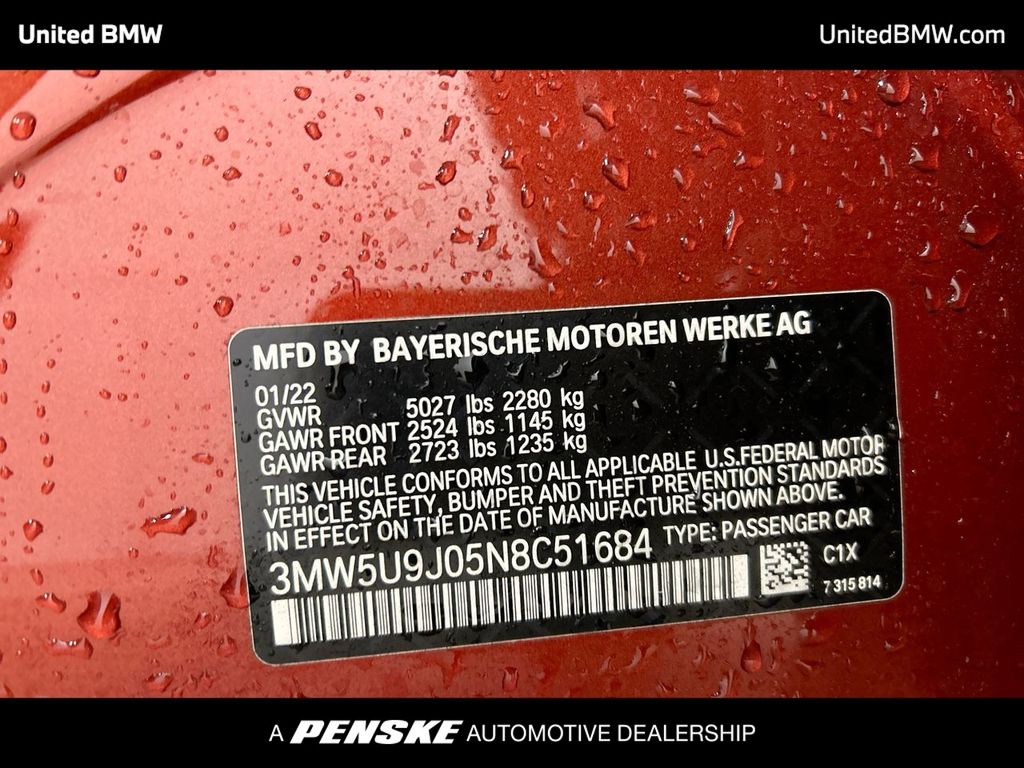 United BMW
UnitedBMW.com
MFD BY BAYERISCHE MOTOREN WERKE AG
01/22
GVWR 5027 lbs 2280 kg
GAWR FRONT 2524 lbs 1145 kg
GAWR REAR 2723 lbs 1235 kg
THIS VEHICLE CONFORMS TO ALL APPLICABLE U.S.FEDERAL MOTOR
VEHICLE SAFETY, BUMPER AND THEFT PREVENTION STANDARDS
IN EFFECT ON THE DATE OF MANUFACTURE SHOWN ABOVE.
3MW5U9J05N8C51684 TYPE: PASSENGER CAR
C1X
7 315 814
A PENSKE AUTOMOTIVE DEALERSHIP